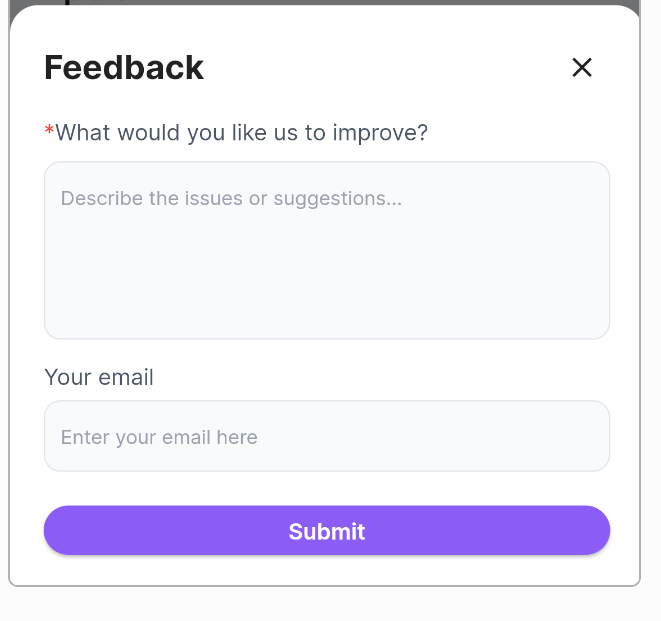 Feedback
*What would you like us to improve?
Describe the issues or suggestions...
Your email
Enter your email here
Submit